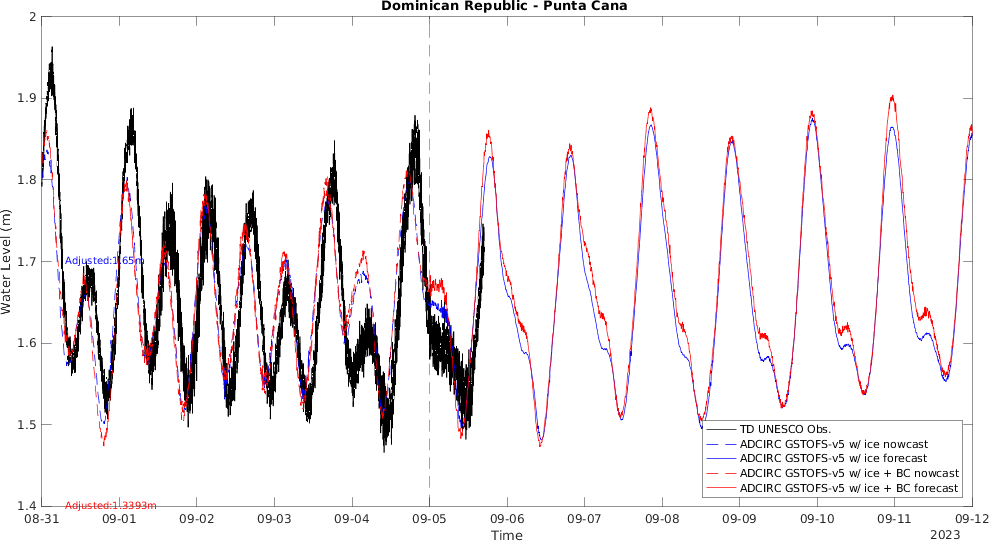 Dominican Republic - Punta Cana
2
1.9
1.8
1.7
1.6
1.5
1.4
Water Level (m)
Adjusted:1.65m
Adjusted:1.3393m
TD UNESCO Obs.
ADCIRC GSTOFS-v5 w/ ice nowcast
ADCIRC GSTOFS-v5 w/ ice forecast
ADCIRC GSTOFS-v5 w/ ice + BC nowcast
ADCIRC GSTOFS-v5 w/ ice + BC forecast
08-31 09-01 09-02 09-03 09-04 09-05 09-06 09-07 09-08 09-09 09-10 09-11 09-12
Time
2023